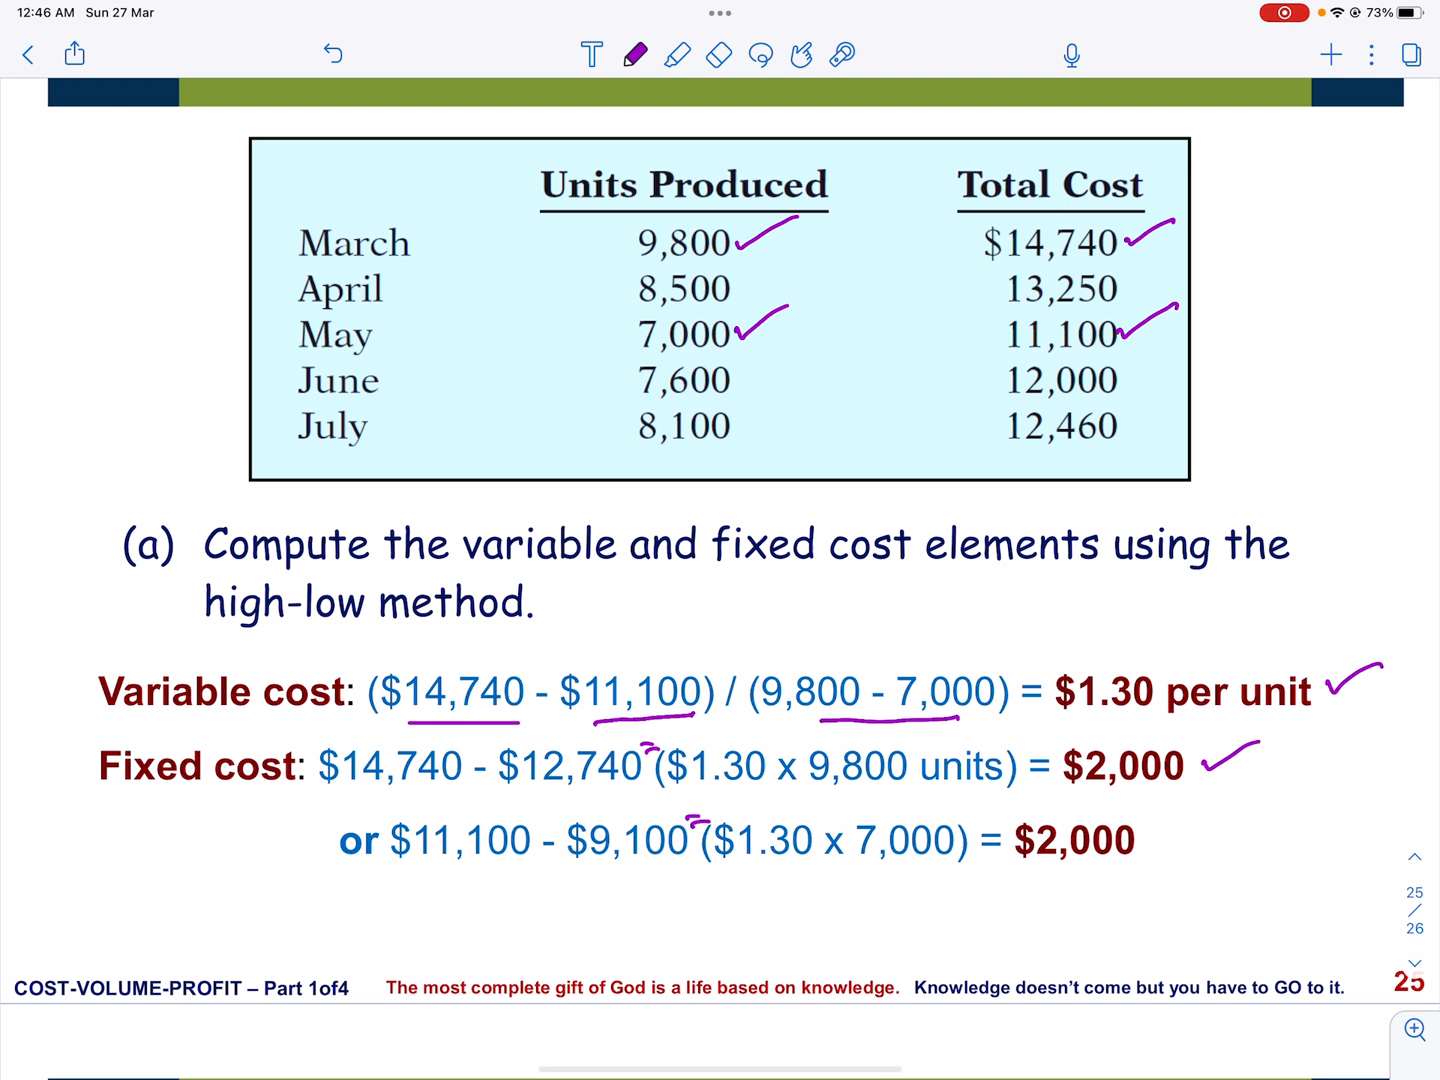 12:46 AM Sun 27 Mar
73%
Units Produced Total Cost
March 9,800 $14,740
April 8,500 13,250
May 7,000 11,100
June 7,600 12,000
July 8,100 12,460
(a) Compute the variable and fixed cost elements using the
high-low method.
Variable cost: ($14,740 - $11,100) / (9,800 - 7,000) = $1.30 per unit
Fixed cost: $14,740 - $12,740 ($1.30 x 9,800 units) = $2,000
or $11,100 - $9,100 ($1.30 x 7,000) = $2,000
25
/
26
COST-VOLUME-PROFIT – Part 1of4 The most complete gift of God is a life based on knowledge. Knowledge doesn’t come but you have to GO to it. 25